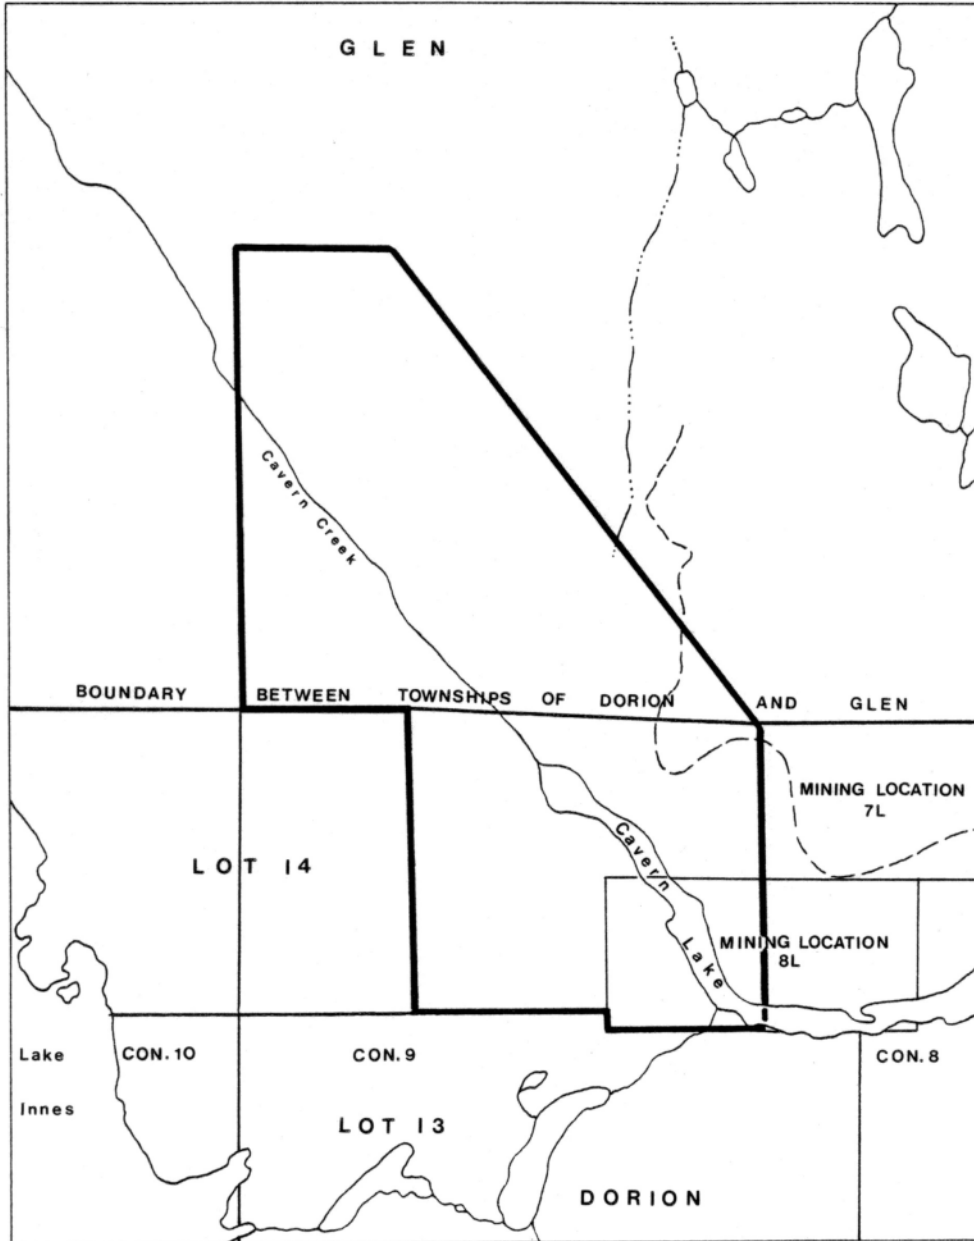 GLEN
Cavern Creek
BOUNDARY BETWEEN TOWNSHIPS OF DORION AND GLEN
MINING LOCATION
7L
Cavern
Lake
LOT 14
MINING LOCATION
8L
Lake
Innes
CON. 10
CON. 9
CON. 8
LOT 13
DORION